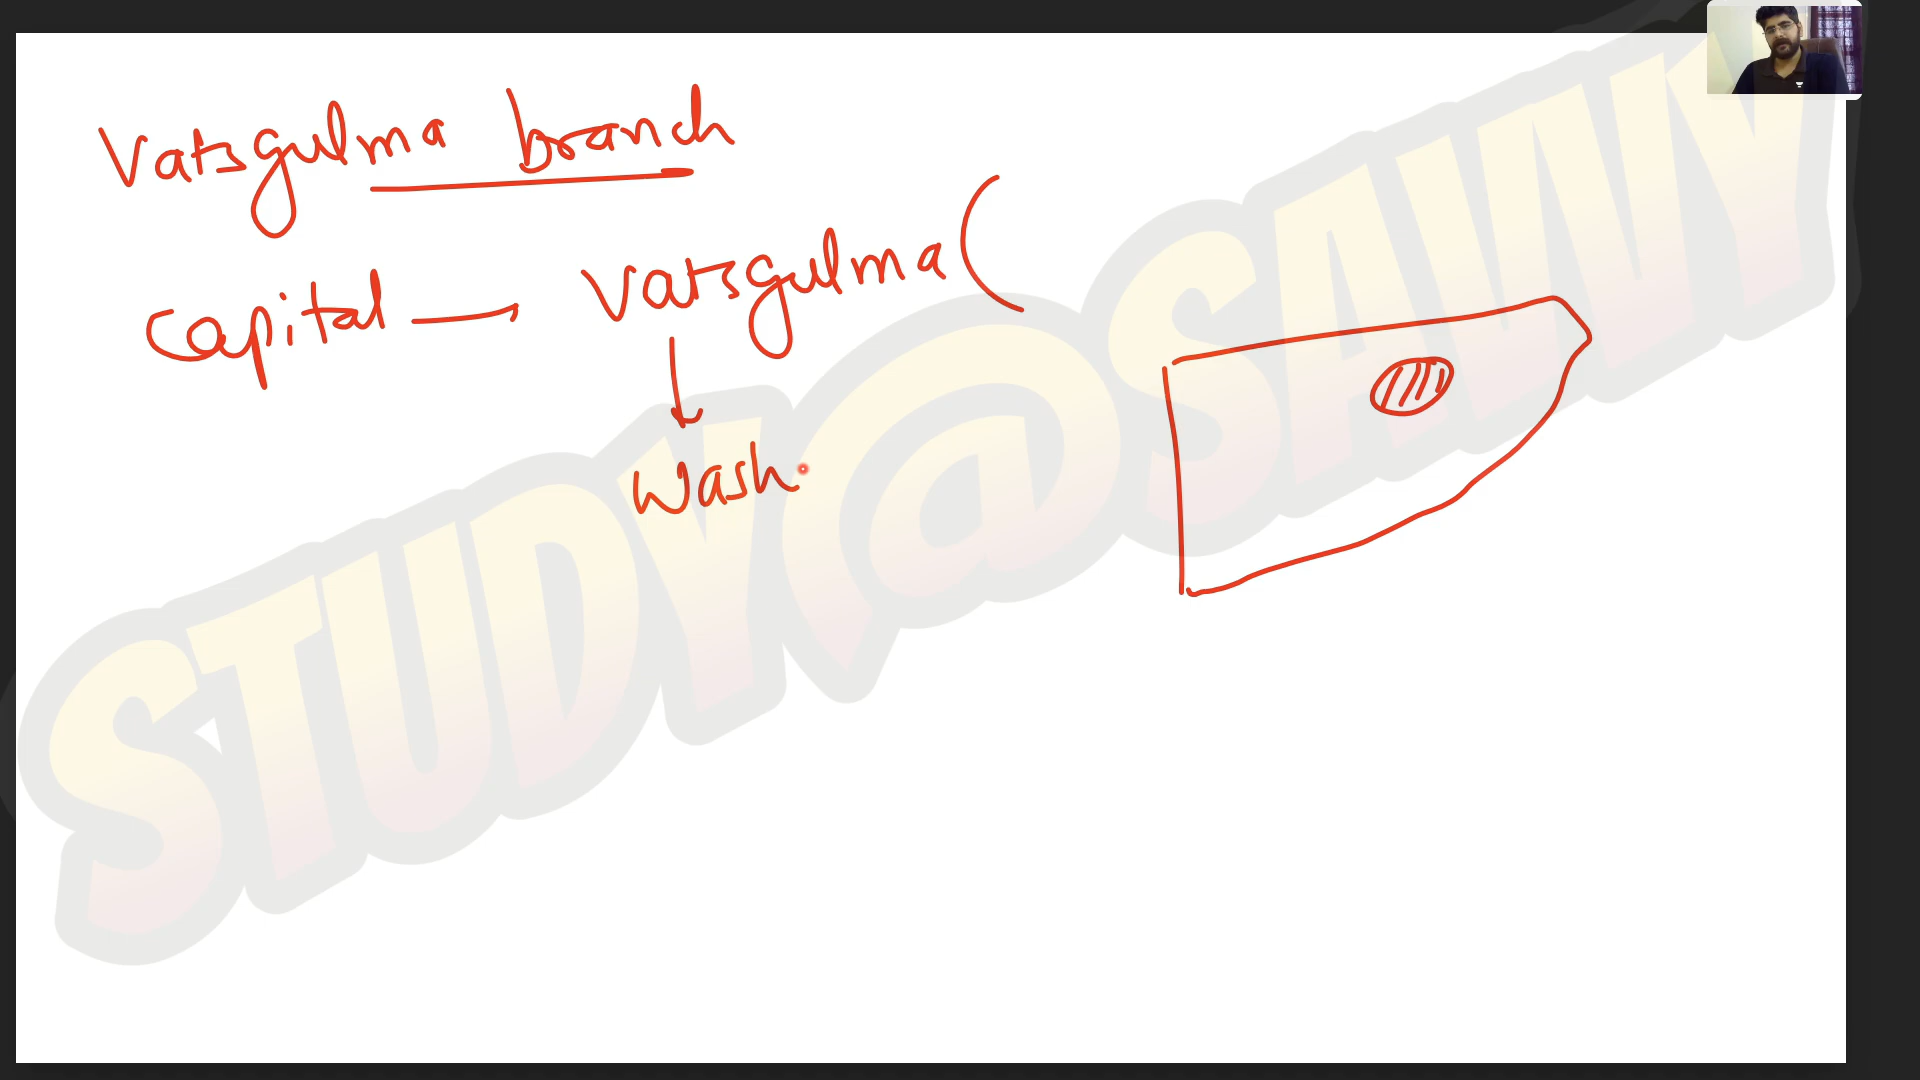 Vatsgulma branch
Capital → Vatsgulma (
↓
Wash
STUDY@SAVVY